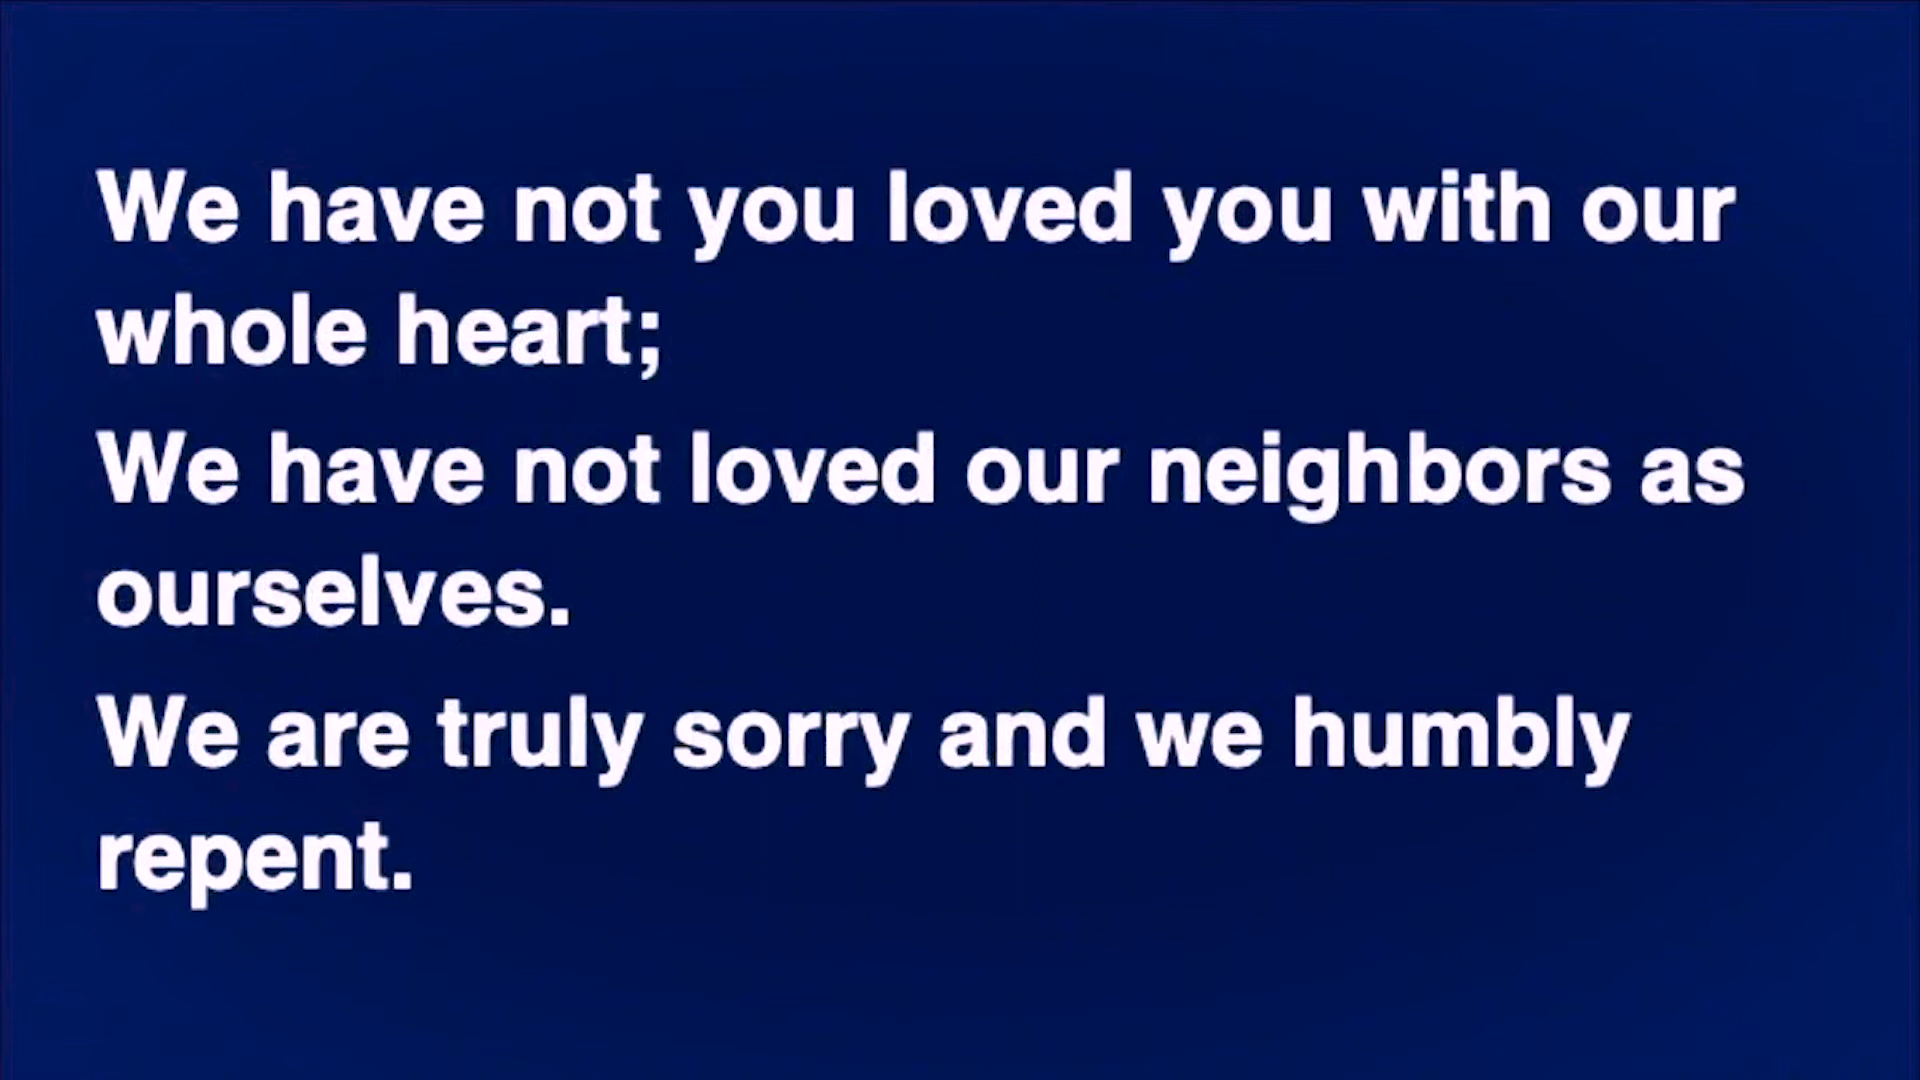 We have not you loved you with our
whole heart;
We have not loved our neighbors as
ourselves.
We are truly sorry and we humbly
repent.